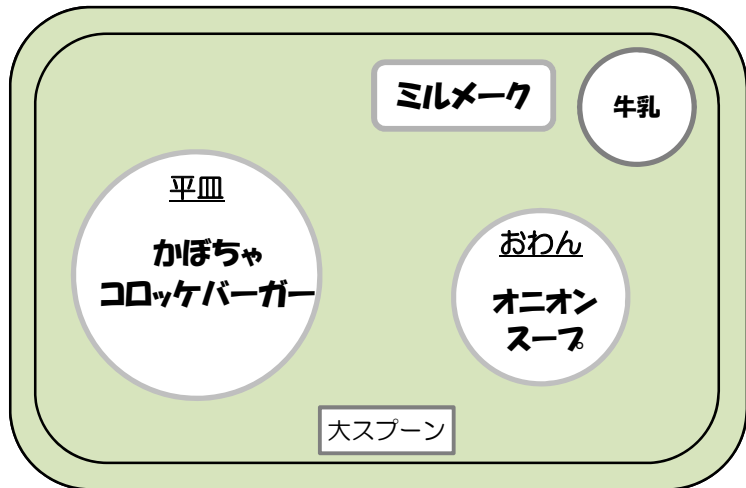 ミルメーク
牛乳
平皿
かぼちゃ
コロッケバーガー
おわん
オニオン
スープ
大スプーン